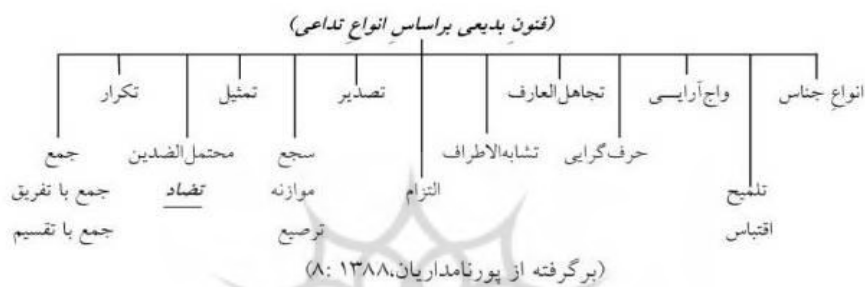 (فنونِ بدیعی براساسِ انواعِ تداعی)
انواعِ جناس واج‌آرایــی تجاهل‌العارف تصدیر تمثیل تکرار
حرف‌گرایی تشابه‌الاطراف سجع محتمل‌الضدین جمع
تلمیح التزام موازنه تضاد جمع با تفریق
اقتباس ترصیع جمع با تقسیم
(برگرفته از پورنامداریان،۱۳۸۸ :۸)